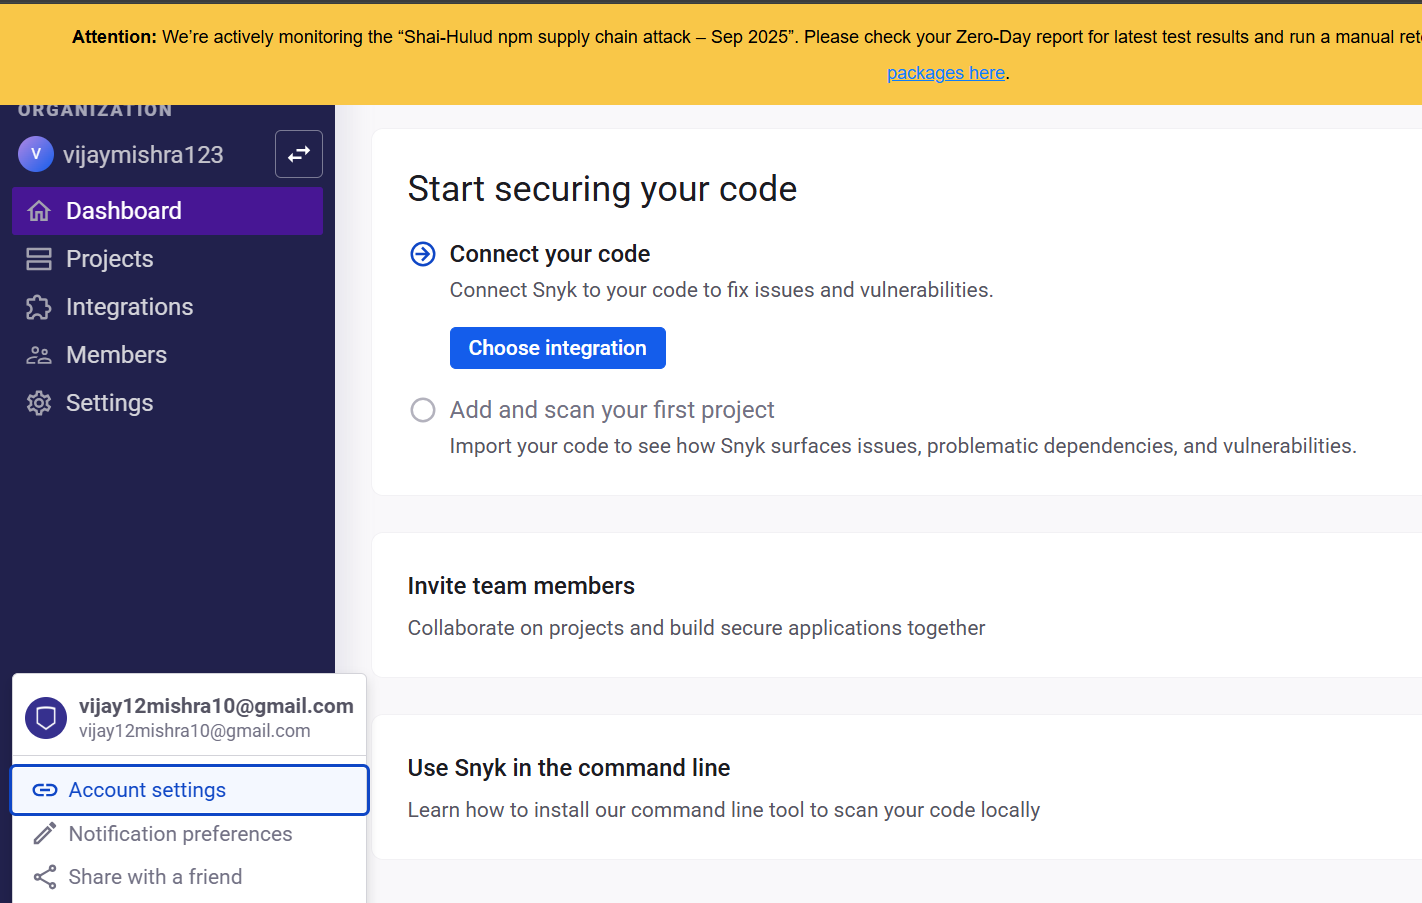 Attention: We’re actively monitoring the “Shai-Hulud npm supply chain attack – Sep 2025”. Please check your Zero-Day report for latest test results and run a manual
packages here.
ORGANIZATION
V
vijaymishra123
Dashboard
Projects
Integrations
Members
Settings
Start securing your code
Connect your code
Connect Snyk to your code to fix issues and vulnerabilities.
Choose integration
Add and scan your first project
Import your code to see how Snyk surfaces issues, problematic dependencies, and vulnerabilities.
Invite team members
Collaborate on projects and build secure applications together
Use Snyk in the command line
Learn how to install our command line tool to scan your code locally
vijay12mishra10@gmail.com
vijay12mishra10@gmail.com
Account settings
Notification preferences
Share with a friend